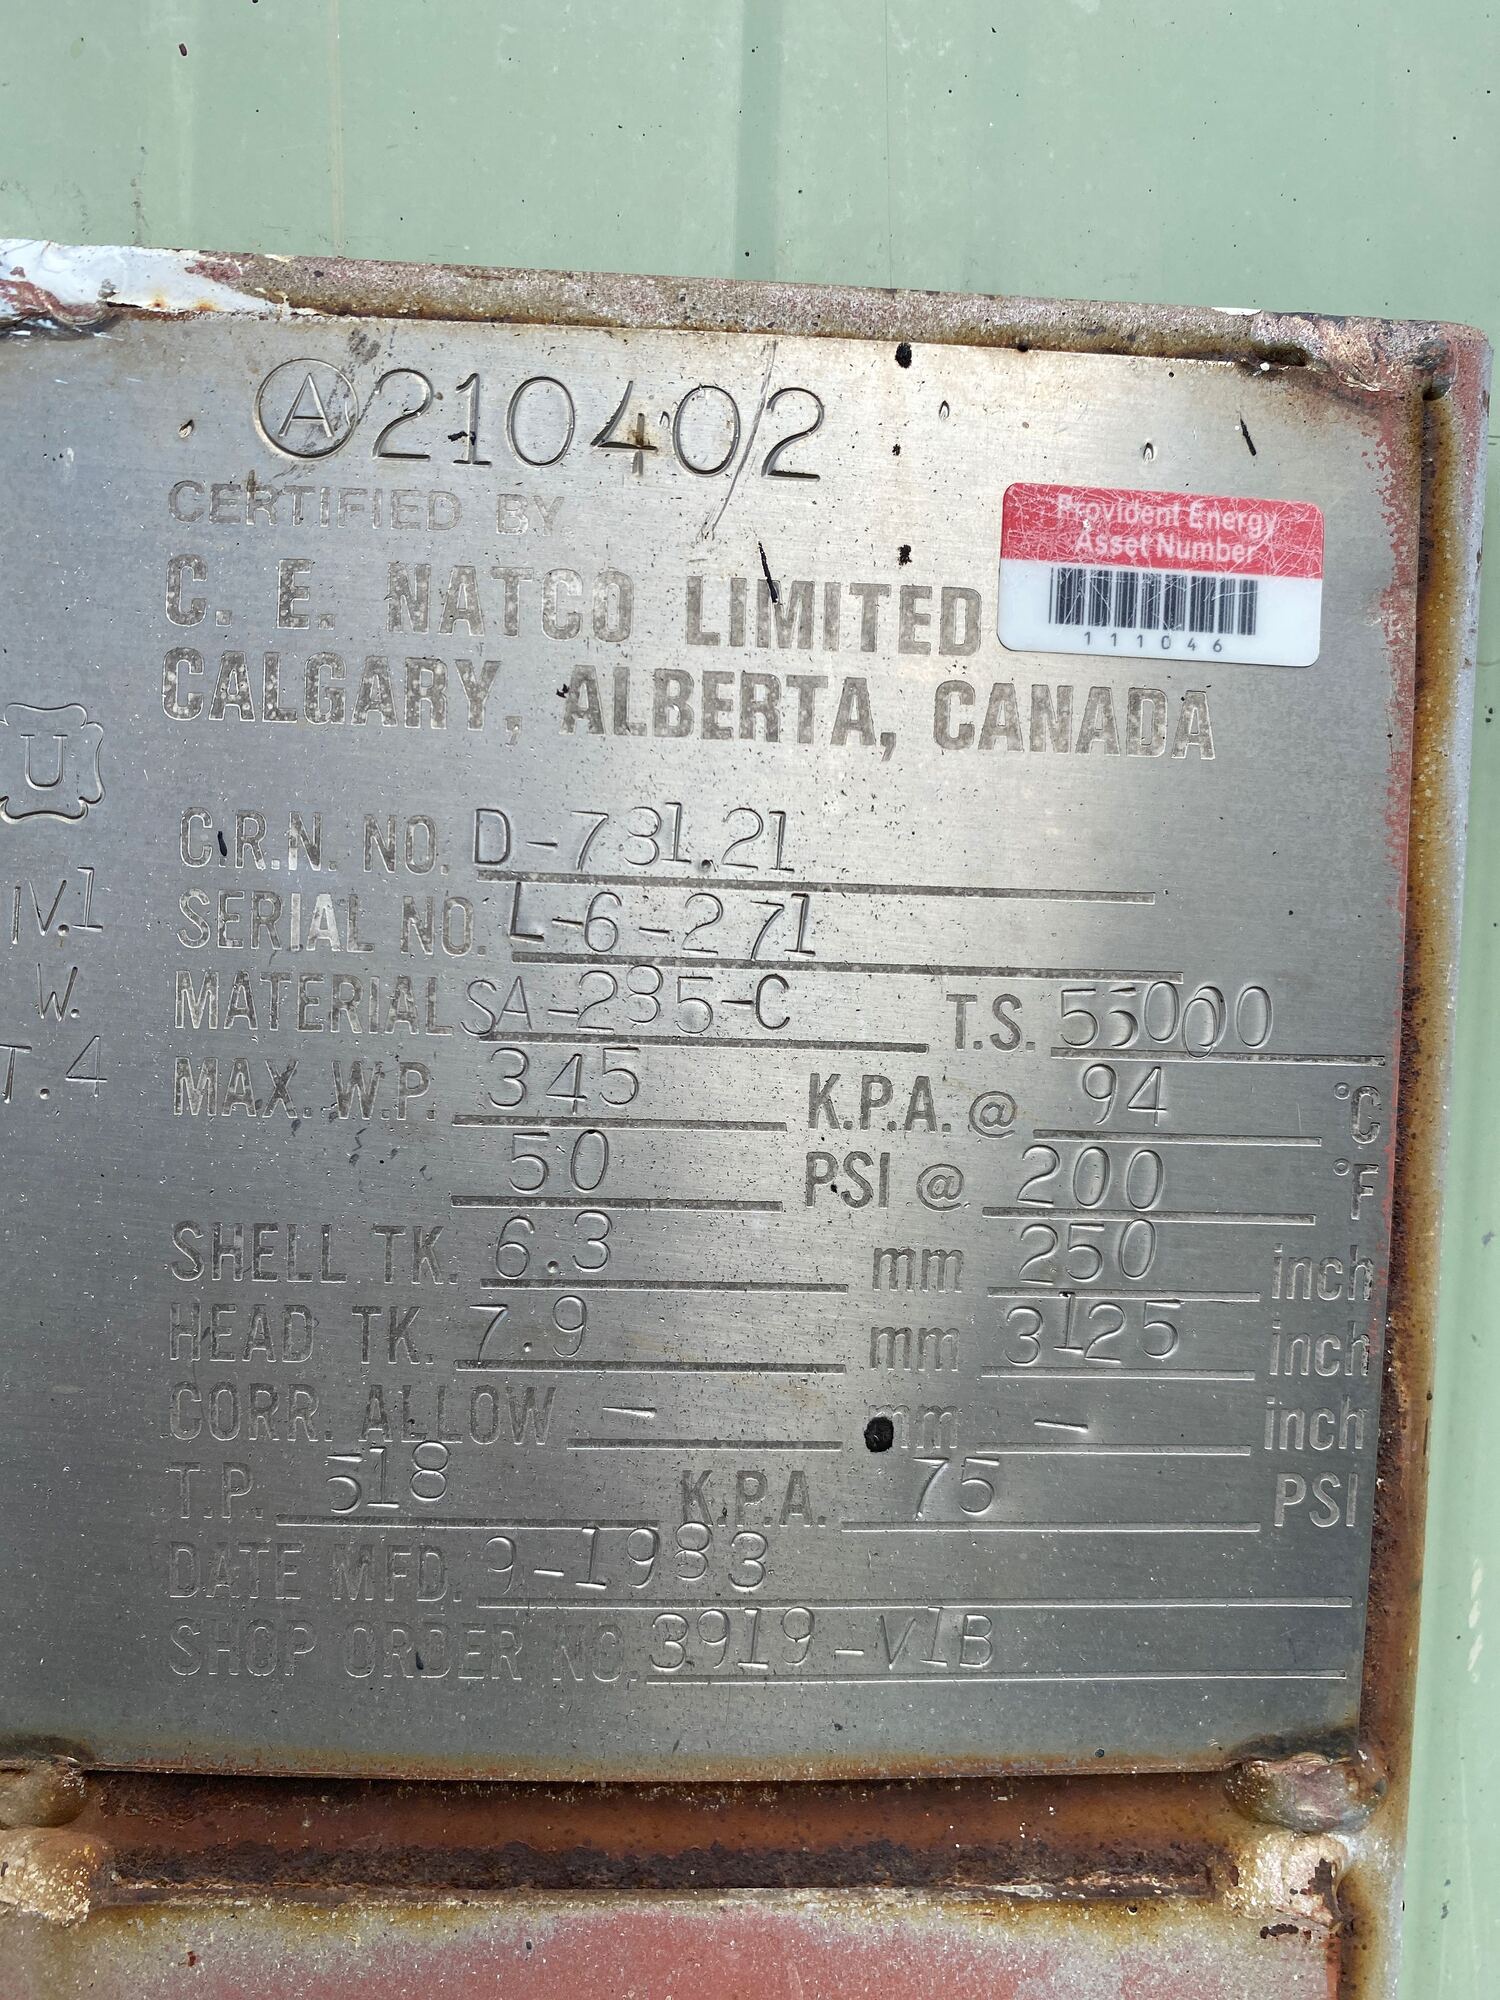 Ⓐ210402
CERTIFIED BY
C. E. NATCO LIMITED
CALGARY, ALBERTA, CANADA
Provident Energy
Asset Number
111046
U
IV.1
W.
T.4
C.R.N. NO. D-731.21
SERIAL NO. L-6-271
MATERIAL SA-285-C T.S. 55000
MAX. W.P. 345 K.P.A. @ 94 °C
50 PSI @ 200 °F
SHELL TK. 6.3 mm 250 inch
HEAD TK. 7.9 mm 3125 inch
CORR. ALLOW - mm - inch
T.P. 518 K.P.A. 75 PSI
DATE MFD. 9-1983
SHOP ORDER NO. 3919-V1B